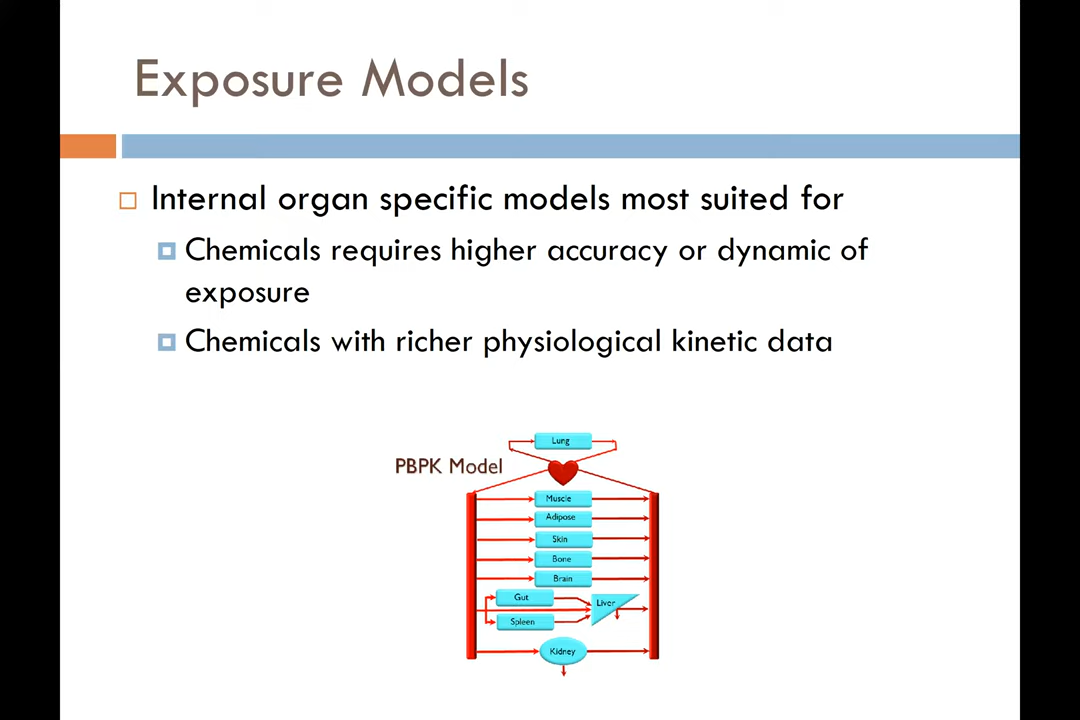 Exposure Models
Internal organ specific models most suited for
Chemicals requires higher accuracy or dynamic of
exposure
Chemicals with richer physiological kinetic data
Lung
PBPK Model
Muscle
Adipose
Skin
Bone
Brain
Gut
Liver
Spleen
Kidney